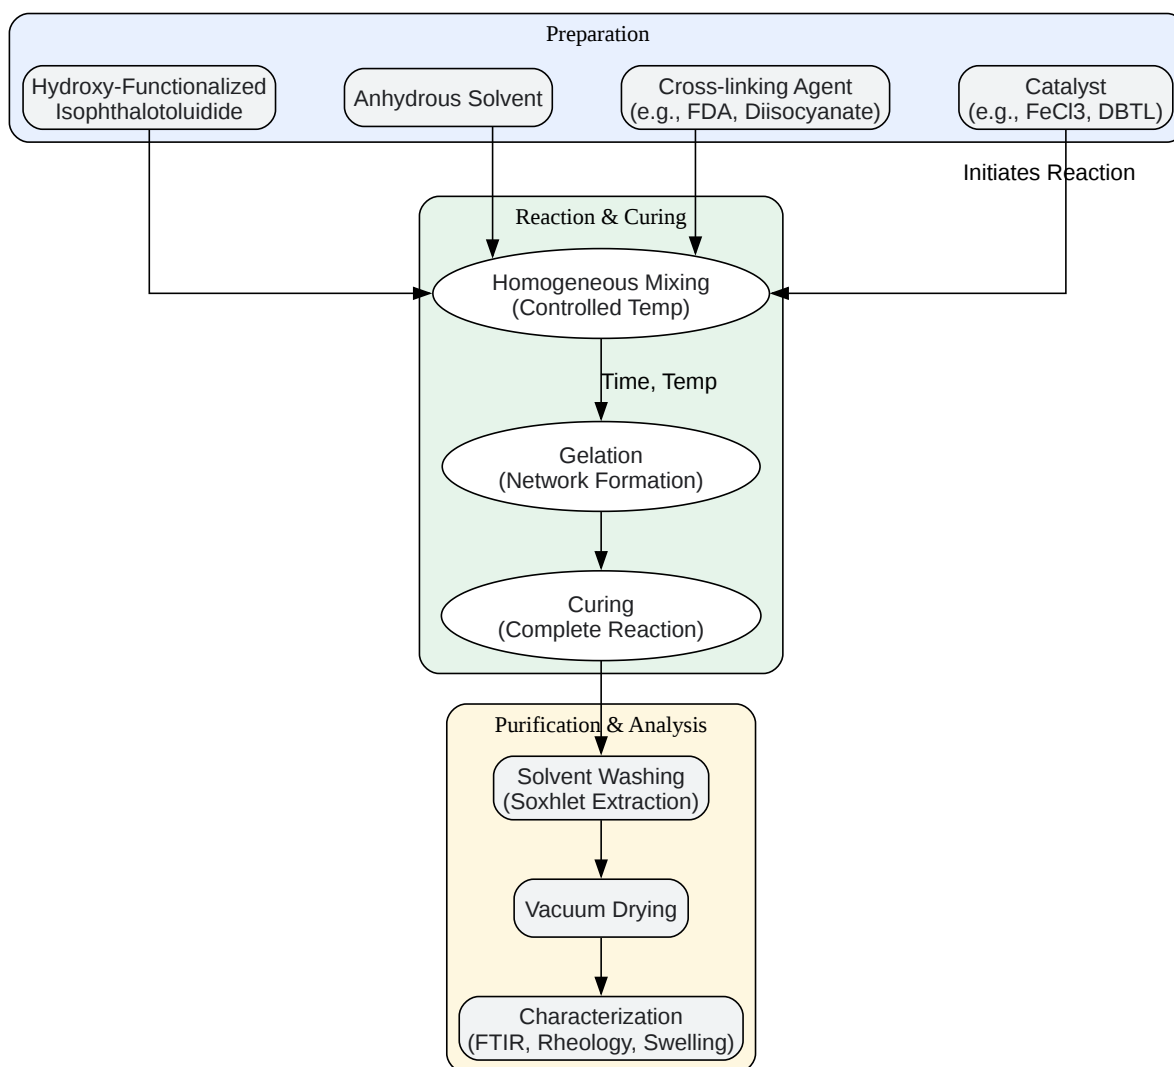 Preparation
Hydroxy-Functionalized
Isophthalotoluidide
Anhydrous Solvent
Cross-linking Agent
(e.g., FDA, Diisocyanate)
Catalyst
(e.g., FeCl3, DBTL)
Initiates Reaction
Reaction & Curing
Homogeneous Mixing
(Controlled Temp)
Time, Temp
Gelation
(Network Formation)
Curing
(Complete Reaction)
Purification & Analysis
Solvent Washing
(Soxhlet Extraction)
Vacuum Drying
Characterization
(FTIR, Rheology, Swelling)